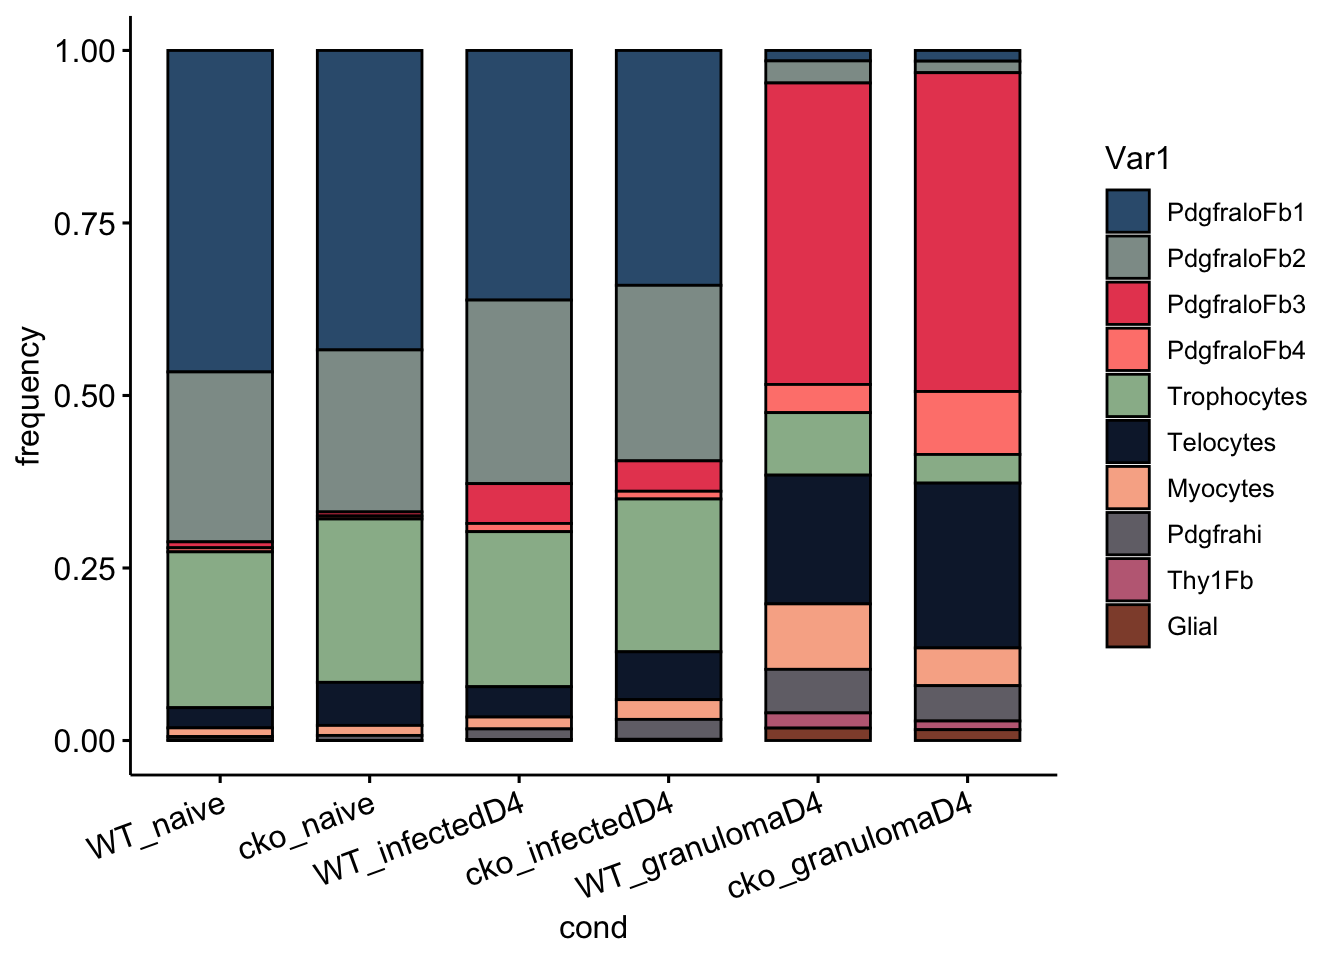 1.00
0.75
0.50
0.25
0.00
frequency
WT_naive
cko_naive
WT_infectedD4
cko_infectedD4
WT_granulomaD4
cko_granulomaD4
cond
Var1
PdgfraloFb1
PdgfraloFb2
PdgfraloFb3
PdgfraloFb4
Trophocytes
Telocytes
Myocytes
Pdgfrahi
Thy1Fb
Glial